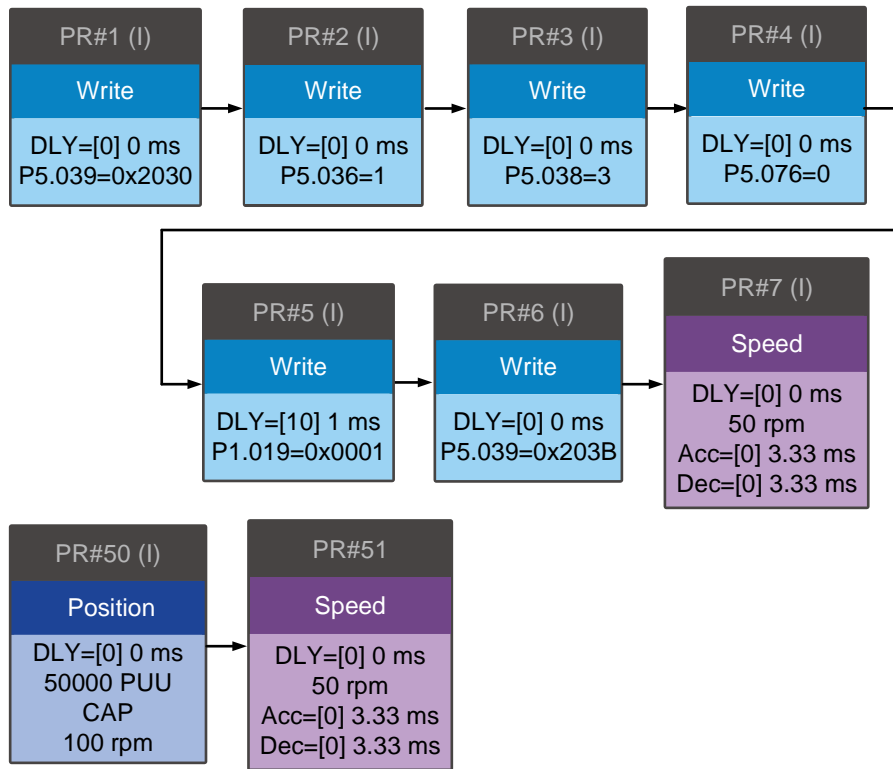 PR#1 (I)
Write
DLY=[0] 0 ms
P5.039=0x2030
PR#2 (I)
Write
DLY=[0] 0 ms
P5.036=1
PR#3 (I)
Write
DLY=[0] 0 ms
P5.038=3
PR#4 (I)
Write
DLY=[0] 0 ms
P5.076=0
PR#5 (I)
Write
DLY=[10] 1 ms
P1.019=0x0001
PR#6 (I)
Write
DLY=[0] 0 ms
P5.039=0x203B
PR#7 (I)
Speed
DLY=[0] 0 ms
50 rpm
Acc=[0] 3.33 ms
Dec=[0] 3.33 ms
PR#50 (I)
Position
DLY=[0] 0 ms
50000 PUU
CAP
100 rpm
PR#51
Speed
DLY=[0] 0 ms
50 rpm
Acc=[0] 3.33 ms
Dec=[0] 3.33 ms